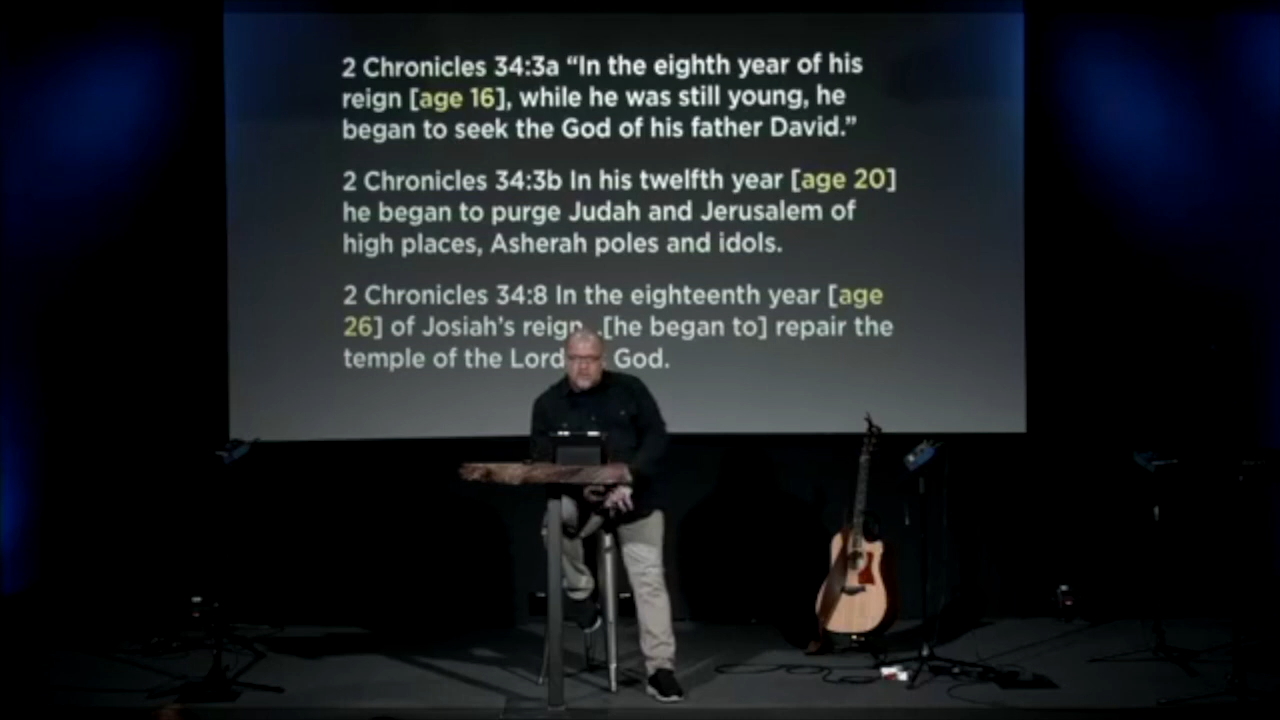 2 Chronicles 34:3a “In the eighth year of his
reign [age 16], while he was still young, he
began to seek the God of his father David.”
2 Chronicles 34:3b In his twelfth year [age 20]
he began to purge Judah and Jerusalem of
high places, Asherah poles and idols.
2 Chronicles 34:8 In the eighteenth year [age
26] of Josiah’s reign. .[he began to] repair the
temple of the Lord God.